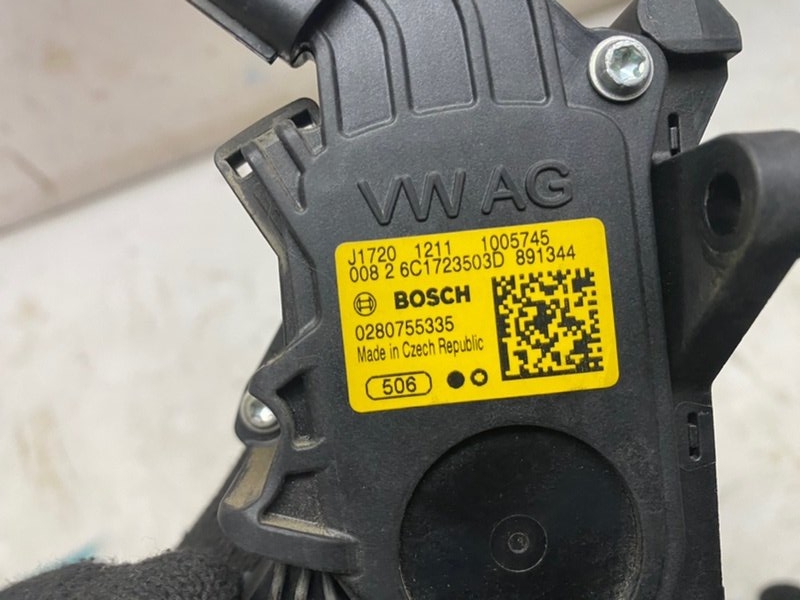 VW AG
J1720 1211 1005745
008 2 6C1723503D 891344
BOSCH
0280755335
Made in Czech Republic
506